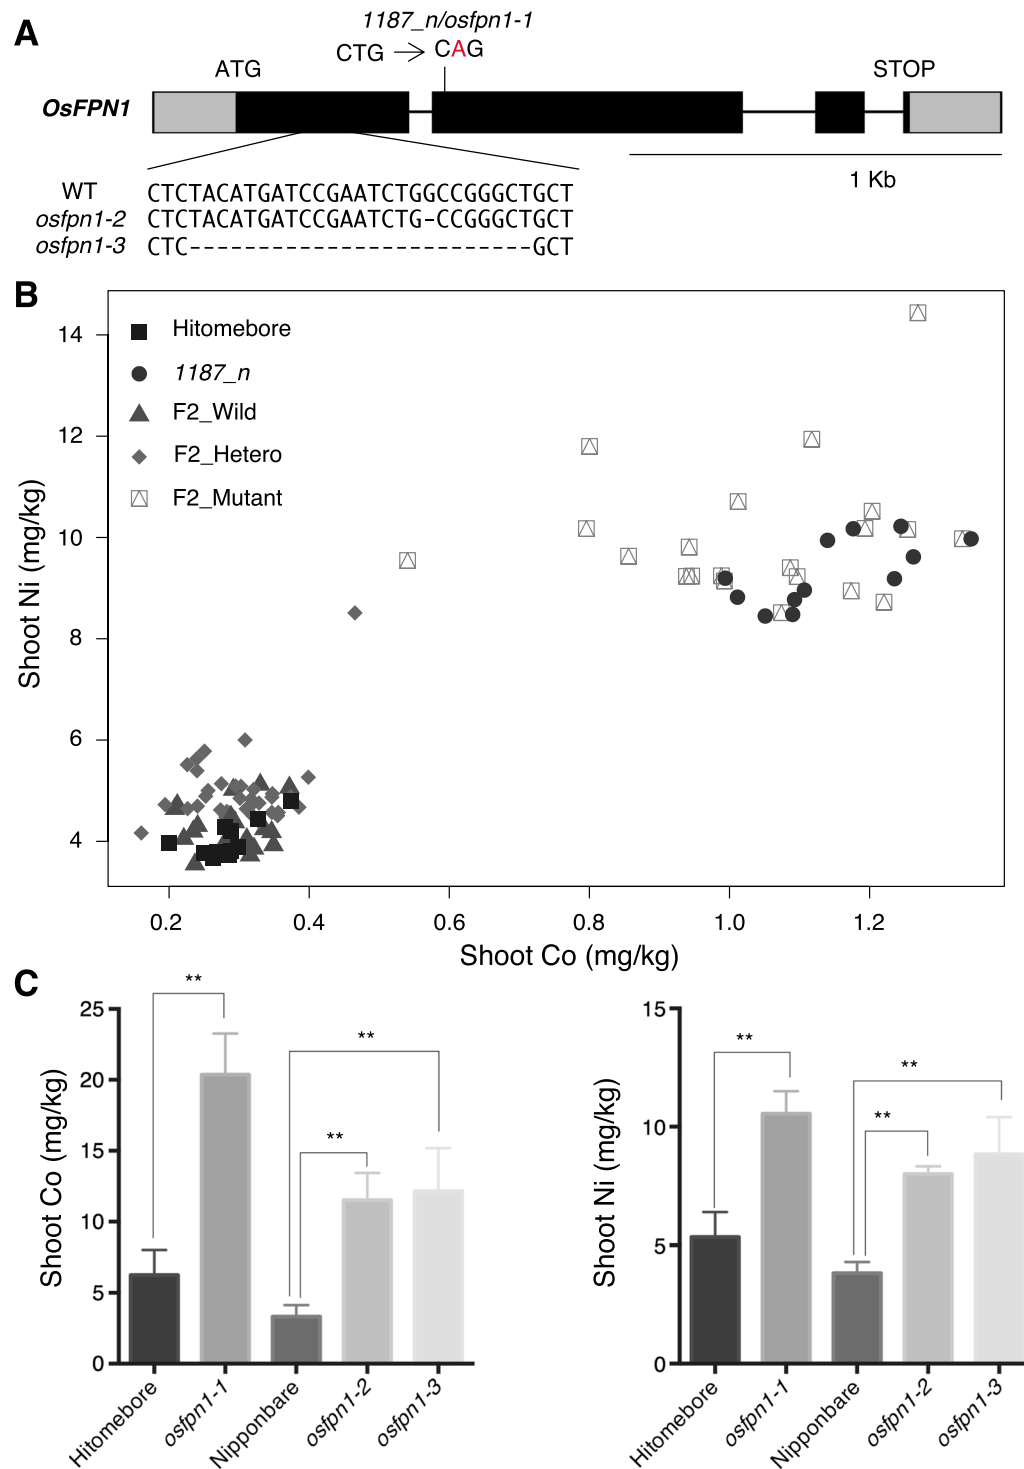 A
1187_n/osfpn1-1
CTG → CAG
ATG
STOP
OsFPN1
1 Kb
WT CTCTACATGATCCGAATCTGGCCGGGCTGCT
osfpn1-2 CTCTACATGATCCGAATCTG-CCGGGCTGCT
osfpn1-3 CTC-------------------------GCT
B
Hitomebore
1187_n
F2_Wild
F2_Hetero
F2_Mutant
14
12
10
8
6
4
Shoot Ni (mg/kg)
0.2 0.4 0.6 0.8 1.0 1.2
Shoot Co (mg/kg)
C
25
20
15
10
5
0
Shoot Co (mg/kg)
**
**
**
Hitomebore
osfpn1-1
Nipponbare
osfpn1-2
osfpn1-3
15
10
5
0
Shoot Ni (mg/kg)
**
**
**
Hitomebore
osfpn1-1
Nipponbare
osfpn1-2
osfpn1-3